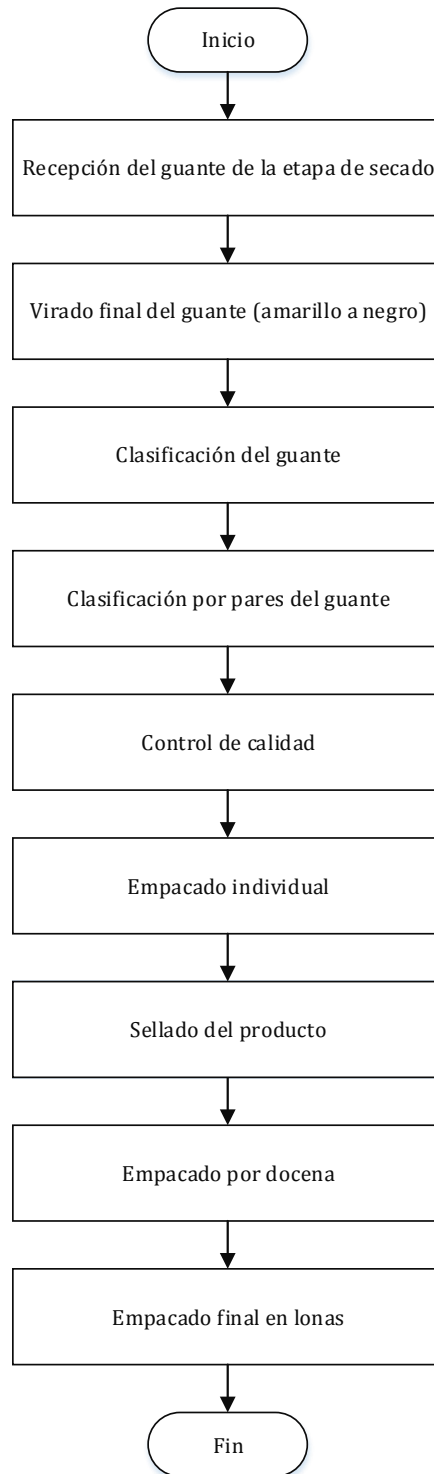 Inicio
Recepción del guante de la etapa de secado
Virado final del guante (amarillo a negro)
Clasificación del guante
Clasificación por pares del guante
Control de calidad
Empacado individual
Sellado del producto
Empacado por docena
Empacado final en lonas
Fin